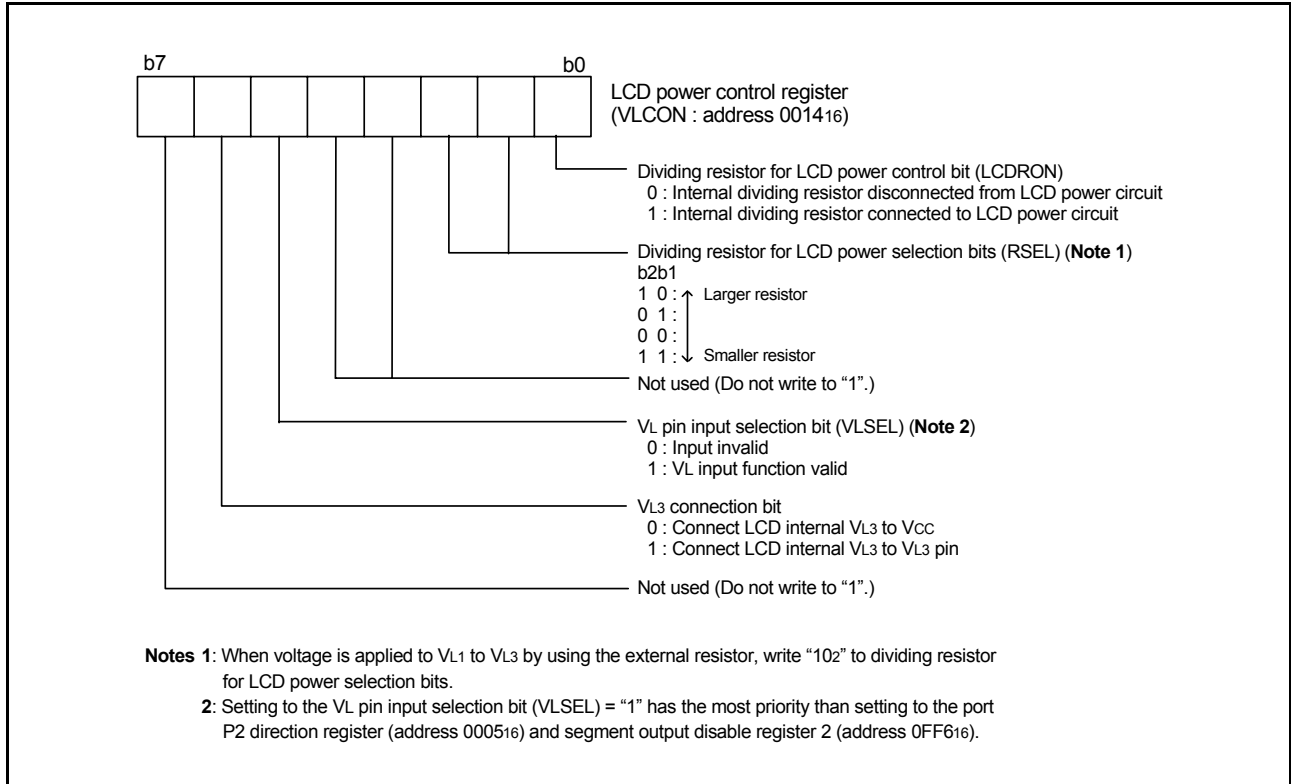 b7 b0
LCD power control register
(VLCON : address 001416)
Dividing resistor for LCD power control bit (LCDRON)
0 : Internal dividing resistor disconnected from LCD power circuit
1 : Internal dividing resistor connected to LCD power circuit
Dividing resistor for LCD power selection bits (RSEL) (Note 1)
b2b1
1 0 : Larger resistor
0 1 :
0 0 :
1 1 : Smaller resistor
Not used (Do not write to “1”.)
VL pin input selection bit (VLSEL) (Note 2)
0 : Input invalid
1 : VL input function valid
VL3 connection bit
0 : Connect LCD internal VL3 to VCC
1 : Connect LCD internal VL3 to VL3 pin
Not used (Do not write to “1”.)
Notes 1: When voltage is applied to VL1 to VL3 by using the external resistor, write “102” to dividing resistor
for LCD power selection bits.
2: Setting to the VL pin input selection bit (VLSEL) = “1” has the most priority than setting to the port
P2 direction register (address 000516) and segment output disable register 2 (address 0FF616).